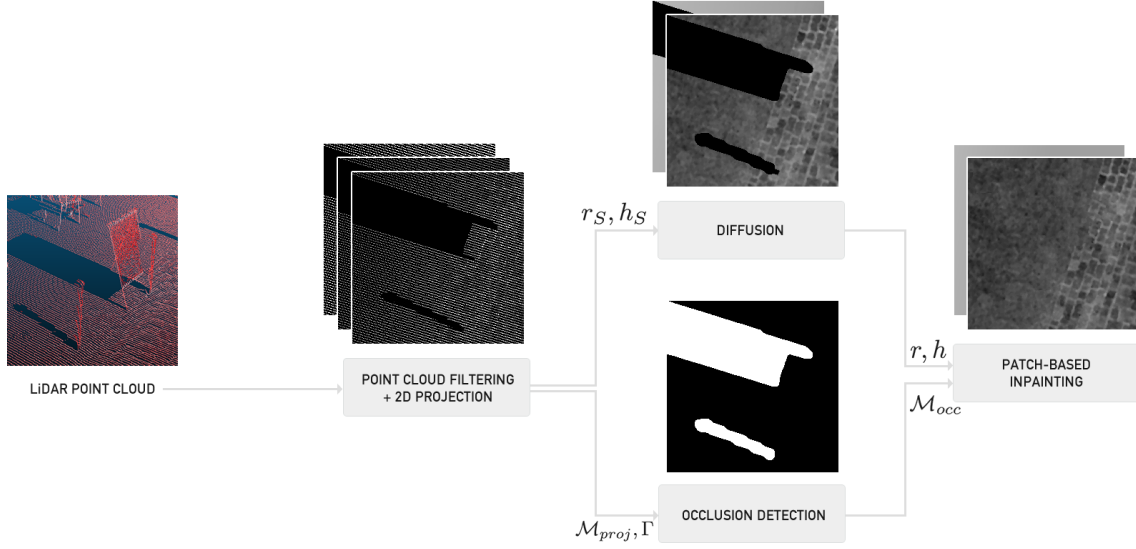 r_S, h_S
DIFFUSION
r, h
PATCH-BASED
INPAINTING
LiDAR POINT CLOUD
POINT CLOUD FILTERING
+ 2D PROJECTION
ℳ_occ
ℳ_proj, Γ
OCCLUSION DETECTION